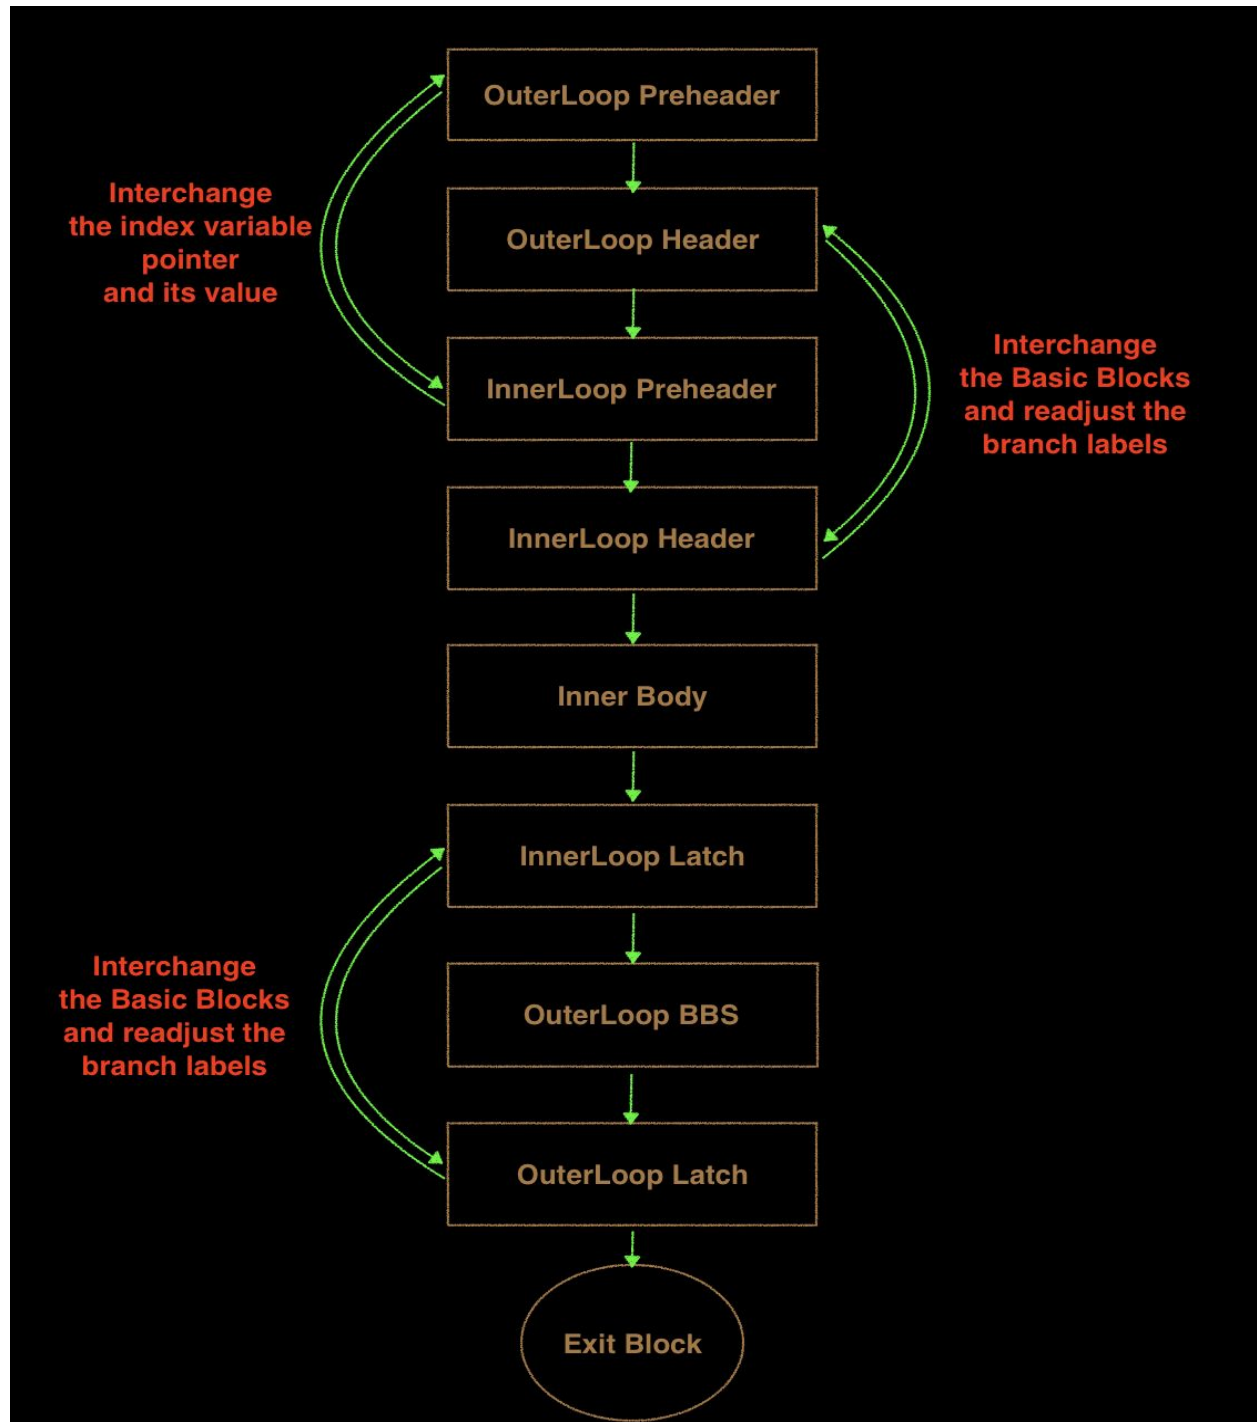 OuterLoop Preheader
Interchange
the index variable
pointer
and its value
OuterLoop Header
InnerLoop Preheader
Interchange
the Basic Blocks
and readjust the
branch labels
InnerLoop Header
Inner Body
InnerLoop Latch
Interchange
the Basic Blocks
and readjust the
branch labels
OuterLoop BBS
OuterLoop Latch
Exit Block